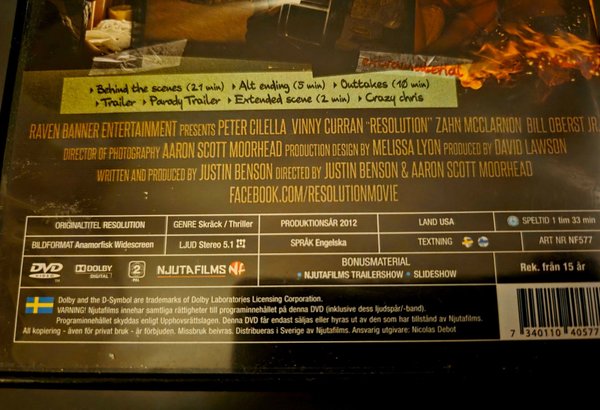 Extra material
› Behind the scenes (21 min) › Alt ending (5 min) › Outtakes (10 min)
› Trailer › Parody Trailer › Extended scene (2 min) › Crazy chris
RAVEN BANNER ENTERTAINMENT PRESENTS PETER CILELLA VINNY CURRAN "RESOLUTION" ZAHN MCCLARNON BILL OBERST JR.
DIRECTOR OF PHOTOGRAPHY AARON SCOTT MOORHEAD PRODUCTION DESIGN BY MELISSA LYON PRODUCED BY DAVID LAWSON
WRITTEN AND PRODUCED BY JUSTIN BENSON DIRECTED BY JUSTIN BENSON & AARON SCOTT MOORHEAD
FACEBOOK.COM/RESOLUTIONMOVIE
ORIGINALTITEL RESOLUTION GENRE Skräck / Thriller PRODUKTIONSÅR 2012 LAND USA SPELTID 1 tim 33 min
BILDFORMAT Anamorfisk Widescreen LJUD Stereo 5.1 SPRÅK Engelska TEXTNING ART NR NF577
DVD VIDEO DOLBY DIGITAL 2 PAL NJUTAFILMS NF BONUSMATERIAL Rek. från 15 år
• NJUTAFILMS TRAILERSHOW • SLIDESHOW
Dolby and the D-Symbol are trademarks of Dolby Laboratories Licensing Corporation.
VARNING! Njutafilms innehar samtliga rättigheter till programinnehållet på denna DVD (inklusive dess ljudspår/-band).
Programinnehållet skyddas enligt Upphovsrättslagen. Denna DVD får endast säljas eller hyras ut av den som har tillstånd av Njutafilms.
All kopiering - även för privat bruk - är förbjuden. Missbruk beivras. Distribueras i Sverige av Njutafilms. Ansvarig utgivare: Nicolas Debot
7 340110 40577